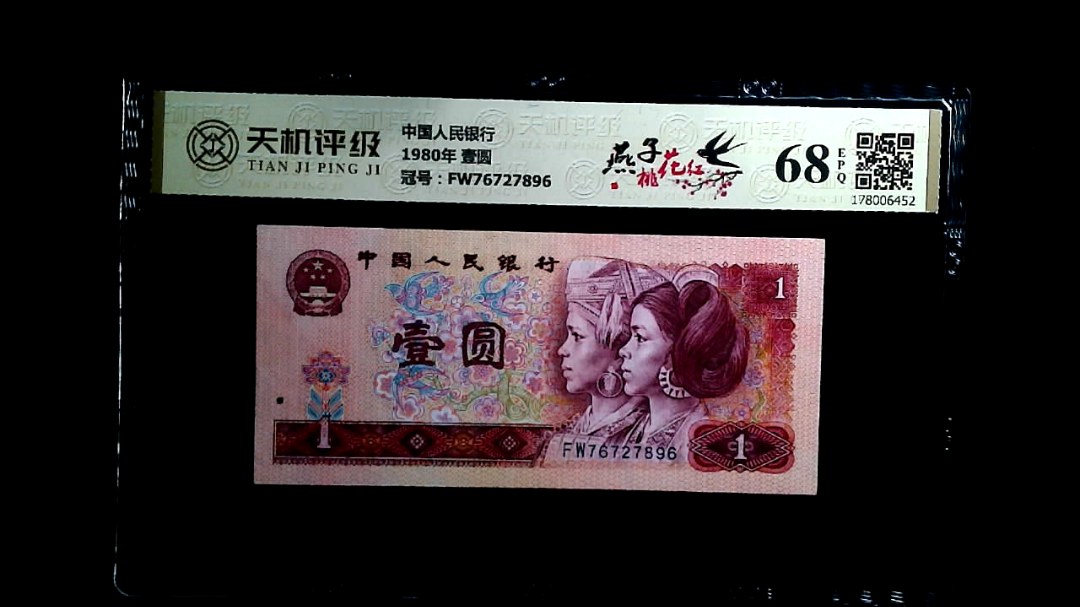 天机评级
TIAN JI PING JI
中国人民银行
1980年 壹圆
冠号：FW76727896
燕子
桃花红
68
EPQ
178006452
中国人民银行
1
壹圆
1
FW76727896
1